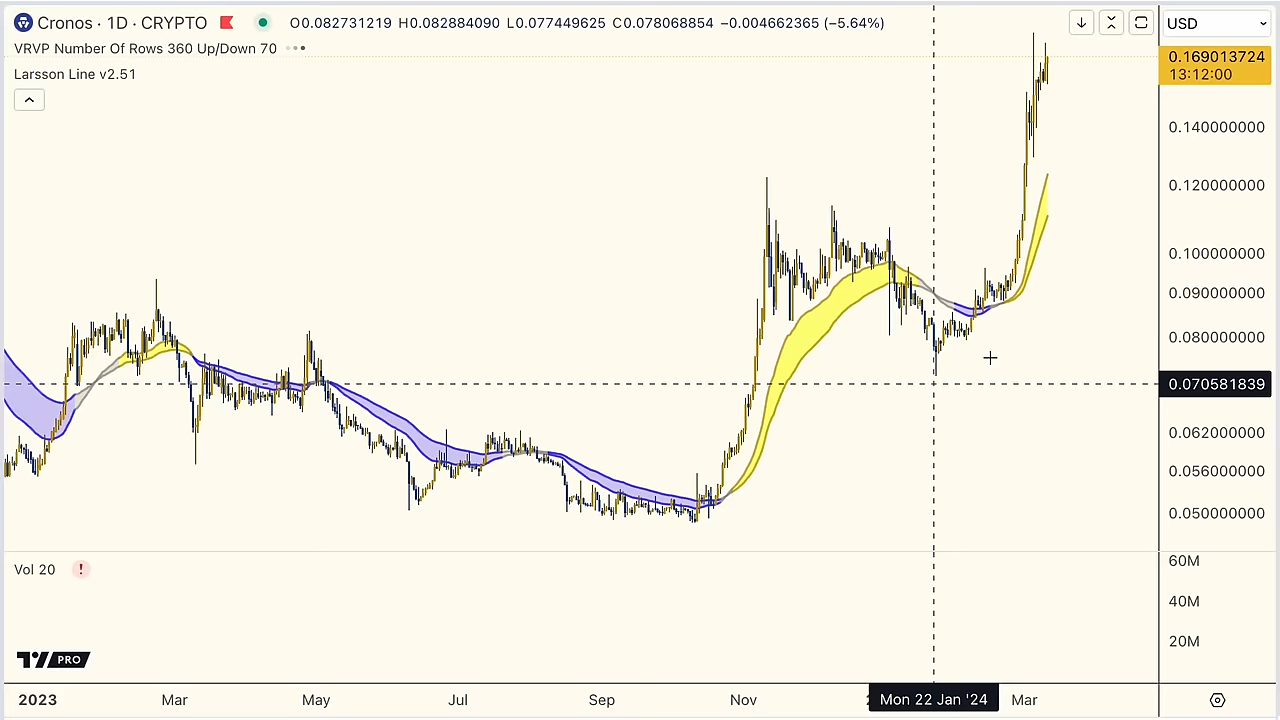 Cronos · 1D · CRYPTO O0.082731219 H0.082884090 L0.077449625 C0.078068854 −0.004662365 (−5.64%)
USD
VRVP Number Of Rows 360 Up/Down 70
Larsson Line v2.51
0.169013724
13:12:00
0.140000000
0.120000000
0.100000000
0.090000000
0.080000000
0.070581839
0.062000000
0.056000000
0.050000000
Vol 20 !
60M
40M
20M
PRO
2023 Mar May Jul Sep Nov Mon 22 Jan '24 Mar